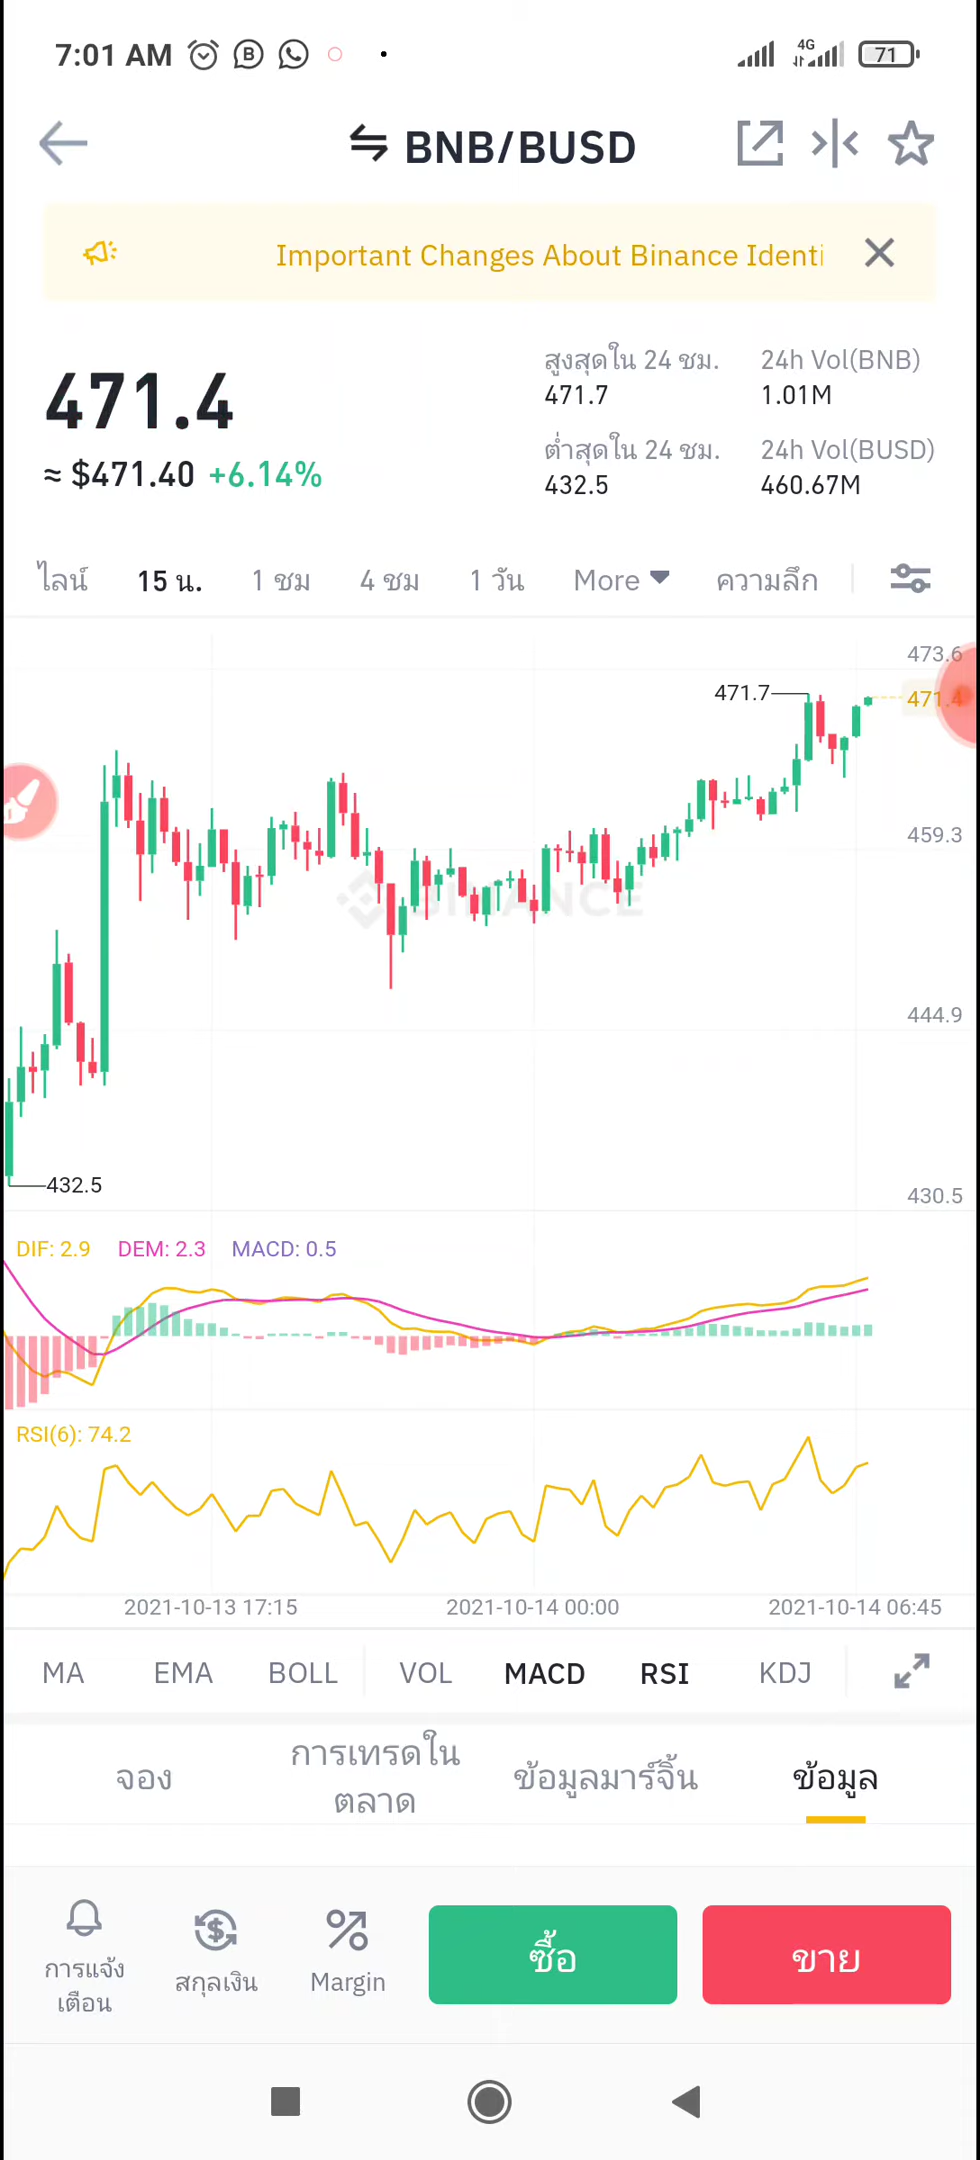 7:01 AM
4G
71
BNB/BUSD
Important Changes About Binance Identi
471.4
≈ $471.40 +6.14%
สูงสุดใน 24 ชม.
471.7
24h Vol(BNB)
1.01M
ต่ำสุดใน 24 ชม.
432.5
24h Vol(BUSD)
460.67M
ไลน์ 15 น. 1 ชม 4 ชม 1 วัน More ความลึก
473.6
471.7
471.4
459.3
BINANCE
444.9
432.5
430.5
DIF: 2.9 DEM: 2.3 MACD: 0.5
RSI(6): 74.2
2021-10-13 17:15 2021-10-14 00:00 2021-10-14 06:45
MA EMA BOLL VOL MACD RSI KDJ
จอง
การเทรดใน
ตลาด
ข้อมูลมาร์จิ้น
ข้อมูล
การแจ้ง
เตือน
สกุลเงิน
Margin
ซื้อ
ขาย